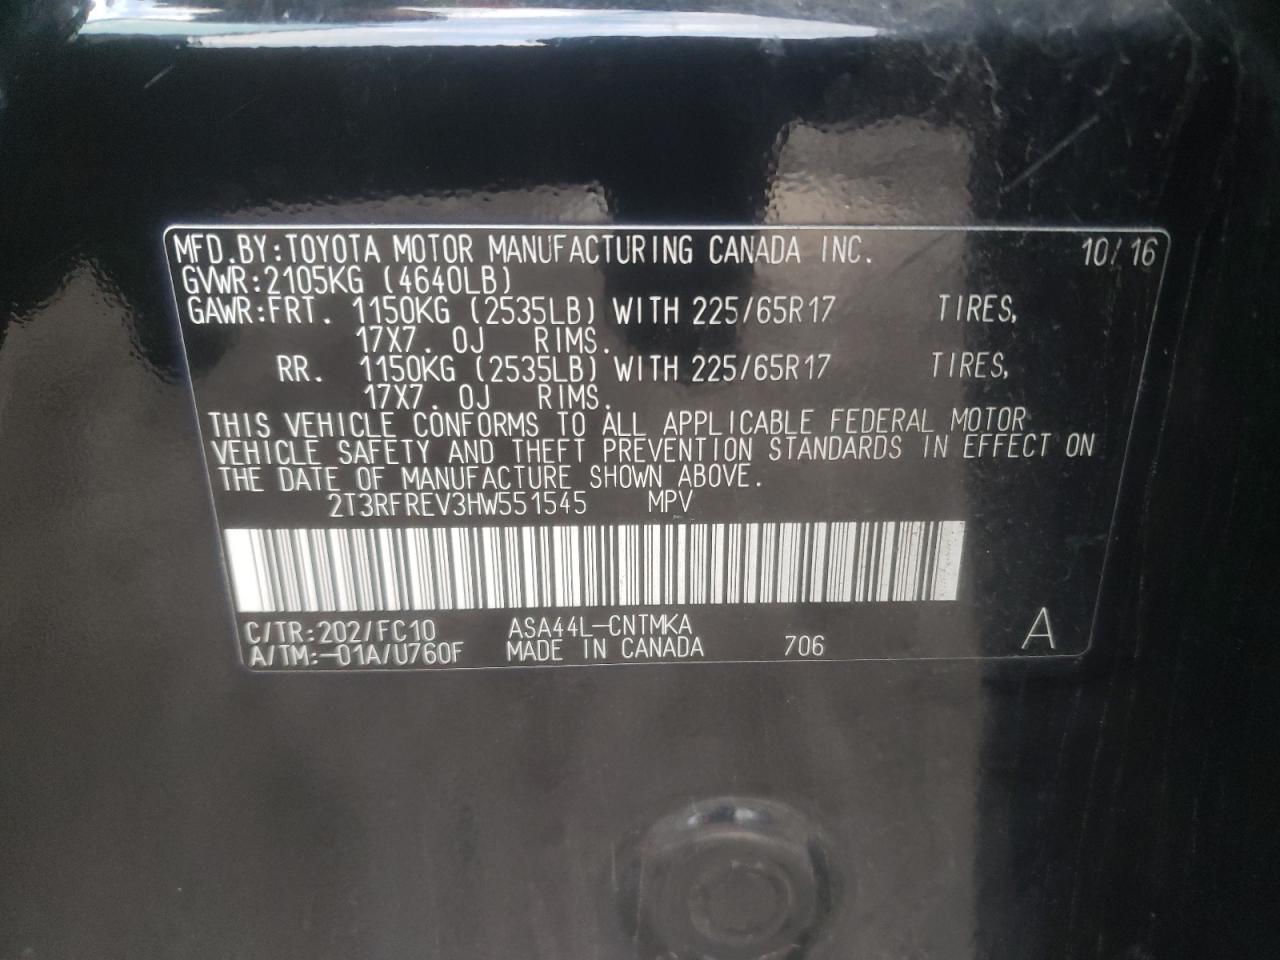 MFD.BY:TOYOTA MOTOR MANUFACTURING CANADA INC. 10/16
GVWR:2105KG (4640LB)
GAWR:FRT. 1150KG (2535LB) WITH 225/65R17 TIRES,
17X7.0J RIMS.
RR. 1150KG (2535LB) WITH 225/65R17 TIRES,
17X7.0J RIMS.
THIS VEHICLE CONFORMS TO ALL APPLICABLE FEDERAL MOTOR
VEHICLE SAFETY AND THEFT PREVENTION STANDARDS IN EFFECT ON
THE DATE OF MANUFACTURE SHOWN ABOVE.
2T3RFREV3HW551545 MPV
C/TR:202/FC10 ASA44L-CNTMKA
A/TM:-01A/U760F MADE IN CANADA 706 A